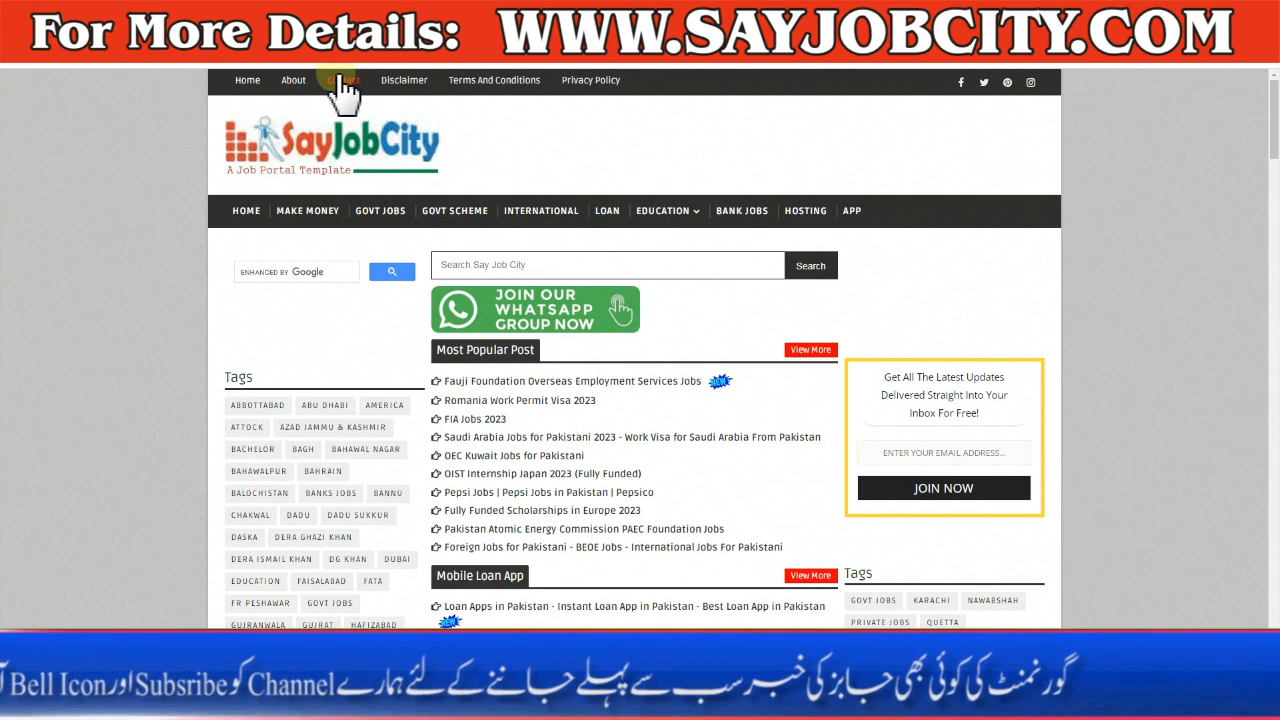 For More Details: WWW.SAYJOBCITY.COM
Home About Contact Disclaimer Terms And Conditions Privacy Policy
SayJobCity
A Job Portal Template
HOME MAKE MONEY GOVT JOBS GOVT SCHEME INTERNATIONAL LOAN EDUCATION BANK JOBS HOSTING APP
ENHANCED BY Google
Search Say Job City Search
JOIN OUR
WHATSAPP
GROUP NOW
Tags
ABBOTTABAD ABU DHABI AMERICA
ATTOCK AZAD JAMMU & KASHMIR
BACHELOR BAGH BAHAWAL NAGAR
BAHAWALPUR BAHRAIN
BALOCHISTAN BANKS JOBS BANNU
CHAKWAL DADU DADU SUKKUR
DASKA DERA GHAZI KHAN
DERA ISMAIL KHAN DG KHAN DUBAI
EDUCATION FAISALABAD FATA
FR PESHAWAR GOVT JOBS
GUJRANWALA GUJRAT HAFIZABAD
Most Popular Post View More
Fauji Foundation Overseas Employment Services Jobs NEW
Romania Work Permit Visa 2023
FIA Jobs 2023
Saudi Arabia Jobs for Pakistani 2023 - Work Visa for Saudi Arabia From Pakistan
OEC Kuwait Jobs for Pakistani
OIST Internship Japan 2023 (Fully Funded)
Pepsi Jobs | Pepsi Jobs in Pakistan | Pepsico
Fully Funded Scholarships in Europe 2023
Pakistan Atomic Energy Commission PAEC Foundation Jobs
Foreign Jobs for Pakistani - BEOE Jobs - International Jobs For Pakistani
Mobile Loan App View More
Loan Apps in Pakistan - Instant Loan App in Pakistan - Best Loan App in Pakistan
NEW
Get All The Latest Updates
Delivered Straight Into Your
Inbox For Free!
ENTER YOUR EMAIL ADDRESS...
JOIN NOW
Tags
GOVT JOBS KARACHI NAWABSHAH
PRIVATE JOBS QUETTA
گورنمنٹ کی کوئی بھی جابز کی خبر سب سے پہلے جاننے کے لئے ہمارے Channel کو Subsribe اور Bell Icon